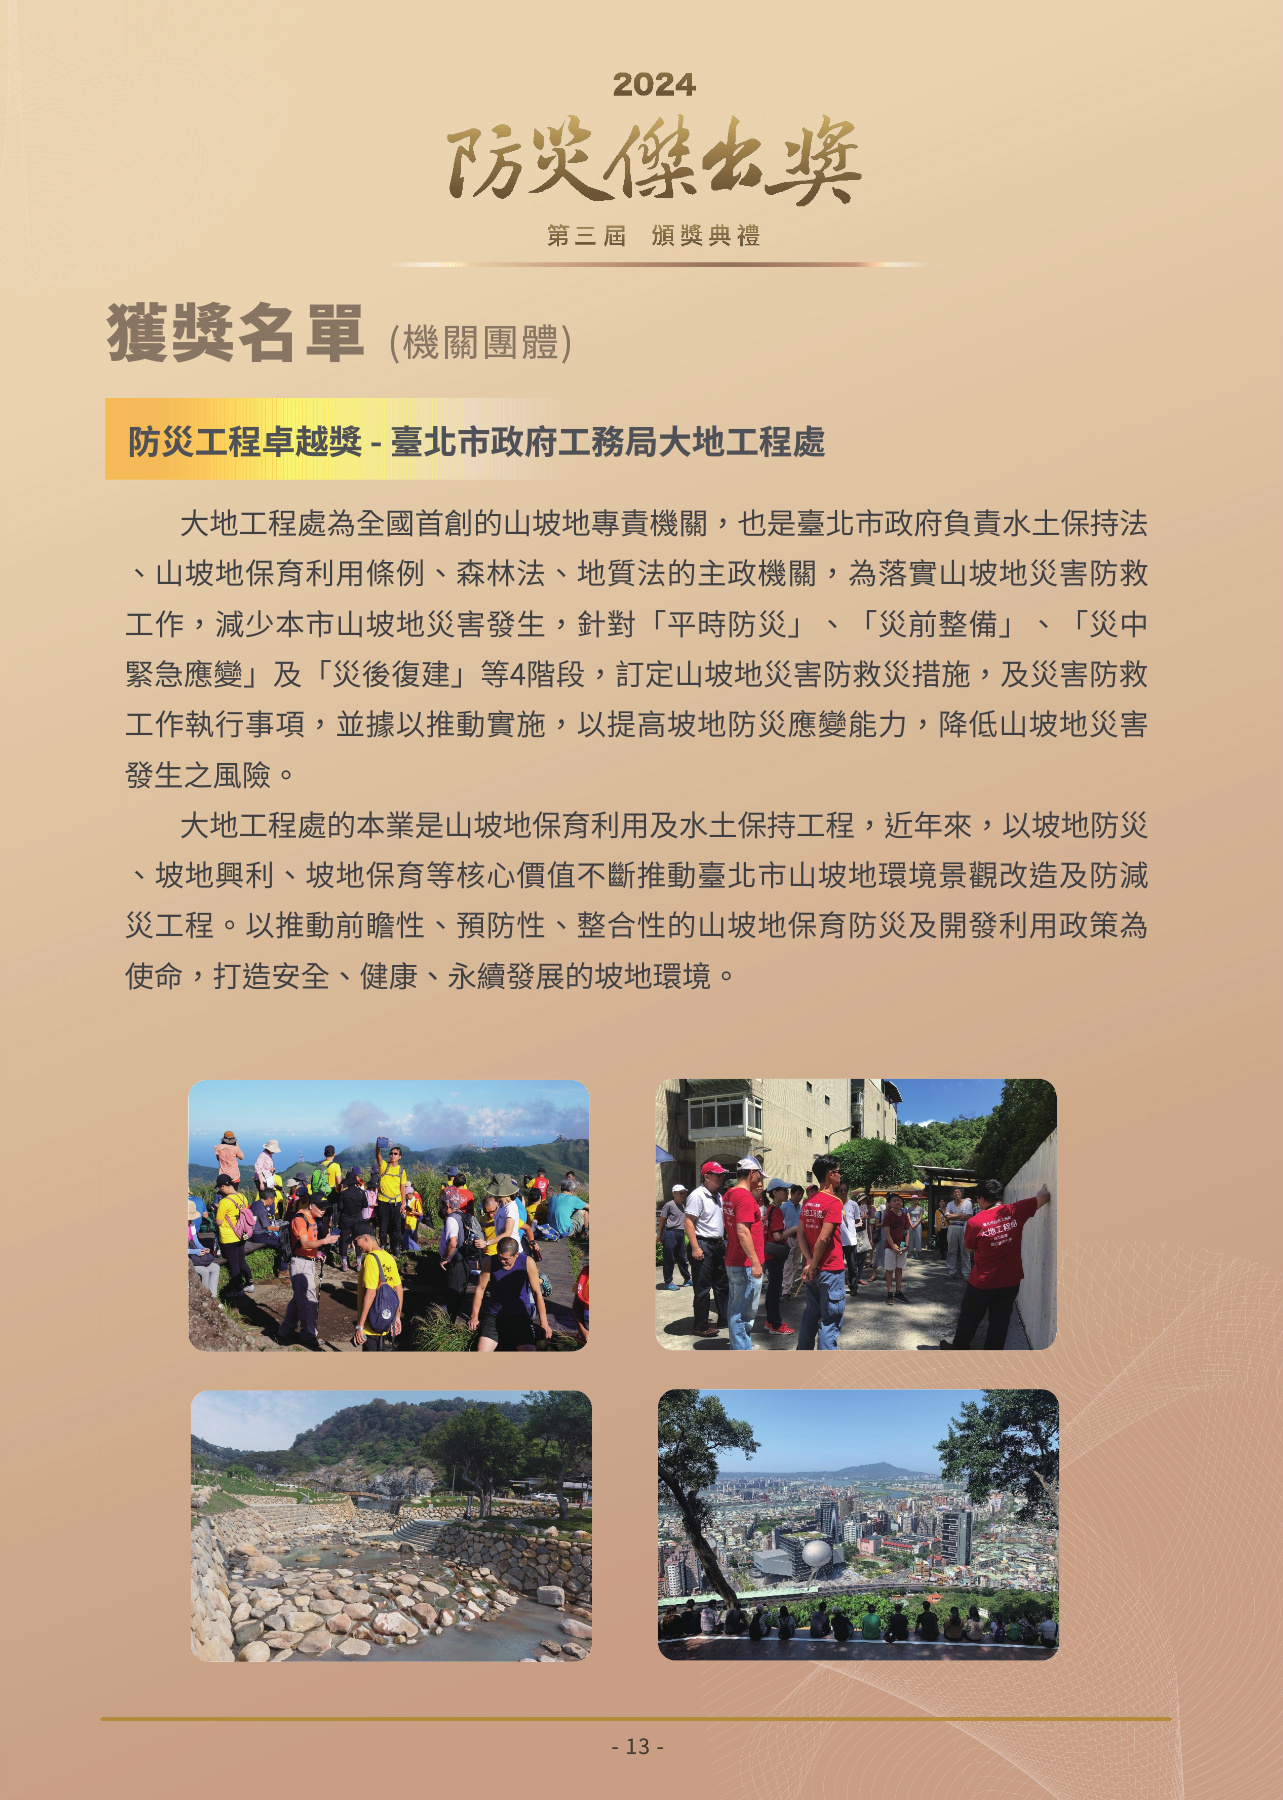 2024
防災傑出獎
第三屆 頒獎典禮
獲獎名單 (機關團體)
防災工程卓越獎 - 臺北市政府工務局大地工程處
大地工程處為全國首創的山坡地專責機關，也是臺北市政府負責水土保持法
、山坡地保育利用條例、森林法、地質法的主政機關，為落實山坡地災害防救
工作，減少本市山坡地災害發生，針對「平時防災」、「災前整備」、「災中
緊急應變」及「災後復建」等4階段，訂定山坡地災害防救災措施，及災害防救
工作執行事項，並據以推動實施，以提高坡地防災應變能力，降低山坡地災害
發生之風險。
大地工程處的本業是山坡地保育利用及水土保持工程，近年來，以坡地防災
、坡地興利、坡地保育等核心價值不斷推動臺北市山坡地環境景觀改造及防減
災工程。以推動前瞻性、預防性、整合性的山坡地保育防災及開發利用政策為
使命，打造安全、健康、永續發展的坡地環境。
大地工程處
- 13 -